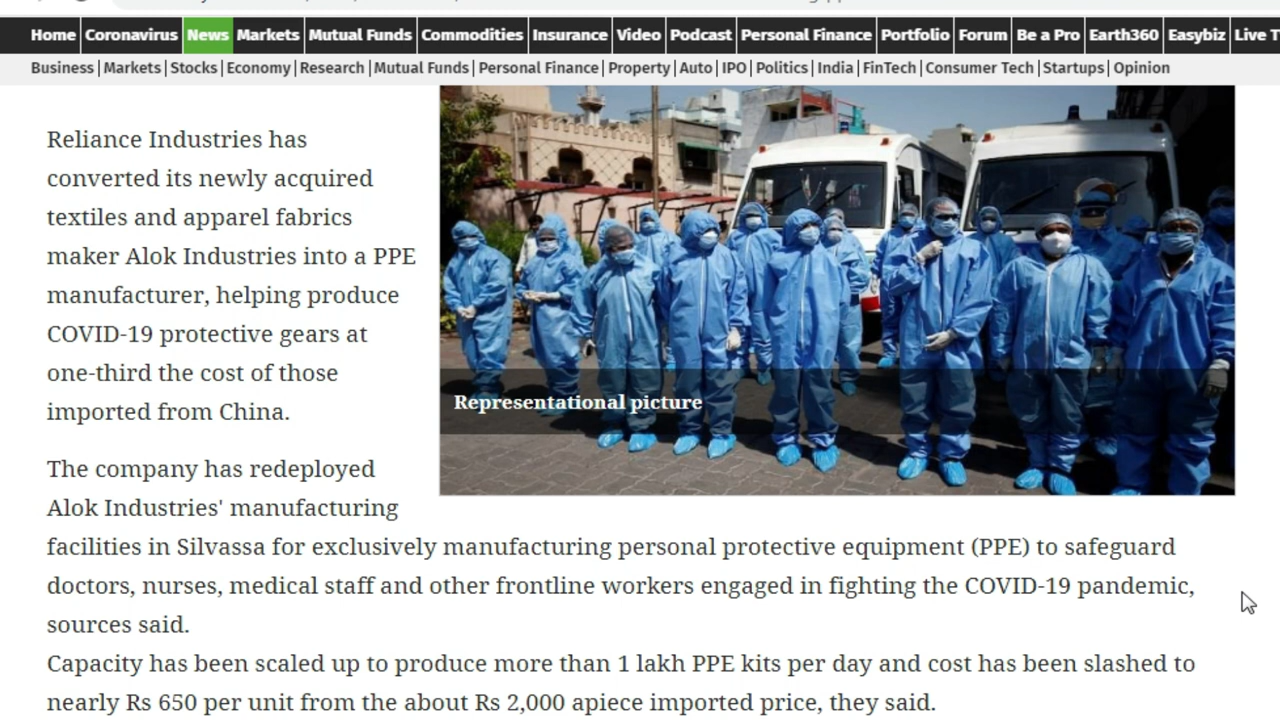 Home Coronavirus News Markets Mutual Funds Commodities Insurance Video Podcast Personal Finance Portfolio Forum Be a Pro Earth360 Easybiz Live T
Business | Markets | Stocks | Economy | Research | Mutual Funds | Personal Finance | Property | Auto | IPO | Politics | India | FinTech | Consumer Tech | Startups | Opinion
Reliance Industries has
converted its newly acquired
textiles and apparel fabrics
maker Alok Industries into a PPE
manufacturer, helping produce
COVID-19 protective gears at
one-third the cost of those
imported from China.
Representational picture
The company has redeployed
Alok Industries' manufacturing
facilities in Silvassa for exclusively manufacturing personal protective equipment (PPE) to safeguard
doctors, nurses, medical staff and other frontline workers engaged in fighting the COVID-19 pandemic,
sources said.
Capacity has been scaled up to produce more than 1 lakh PPE kits per day and cost has been slashed to
nearly Rs 650 per unit from the about Rs 2,000 apiece imported price, they said.